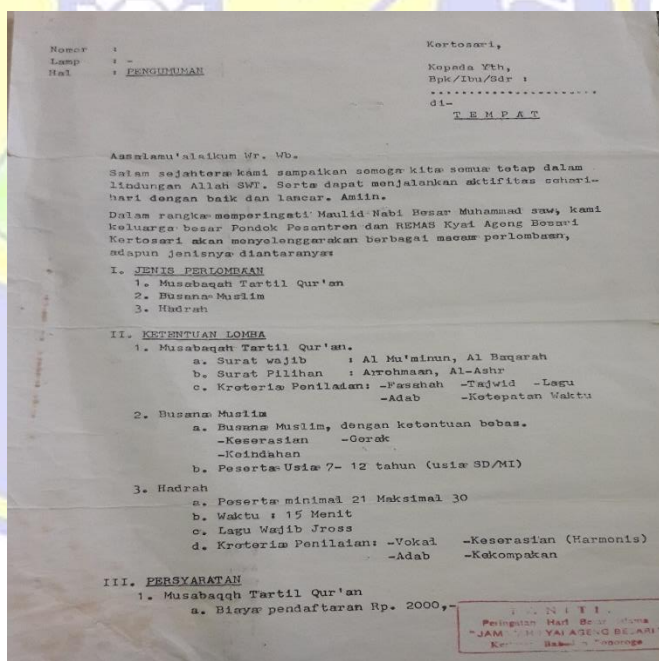 Kertosari,
Nomor :
Lamp : -
Hal : PENGUMUMAN
Kepada Yth,
Bpk/Ibu/Sdr :
......................
di-
T E M P A T
Assalamu'alaikum Wr. Wb.
Salam sejahtera kami sampaikan semoga kita semua tetap dalam
lindungan Allah SWT. Serta dapat menjalankan aktifitas sehari-
hari dengan baik dan lancar. Amiin.
Dalam rangka memperingati Maulid Nabi Besar Muhammad saw, kami
keluarga besar Pondok Pesantren dan REMAS Kyai Ageng Besari
Kertosari akan menyelenggarakan berbagai macam perlombaan,
adapun jenisnya diantaranya:
I. JENIS PERLOMBAAN
1. Musabaqah Tartil Qur'an
2. Busana Muslim
3. Hadrah
II. KETENTUAN LOMBA
1. Musabaqah Tartil Qur'an.
a. Surat wajib : Al Mu'minun, Al Baqarah
b. Surat Pilihan : Arrohmaan, Al-Ashr
c. Kreteria Penilaian: -Fasahah -Tajwid -Lagu
-Adab -Ketepatan Waktu
2. Busana Muslim
a. Busana Muslim, dengan ketentuan bebas.
-Keserasian -Gerak
-Keindahan
b. Peserta Usia 7- 12 tahun (usia SD/MI)
3. Hadrah
a. Peserta minimal 21 Maksimal 30
b. Waktu : 15 Menit
c. Lagu Wajib Jross
d. Kreteria Penilaian: -Vokal -Keserasian (Harmonis)
-Adab -Kekompakan
III. PERSYARATAN
1. Musabaqqh Tartil Qur'an
a. Biaya pendaftaran Rp. 2000,-
Peringatan Hari Besar
YAI AGENG BESARI